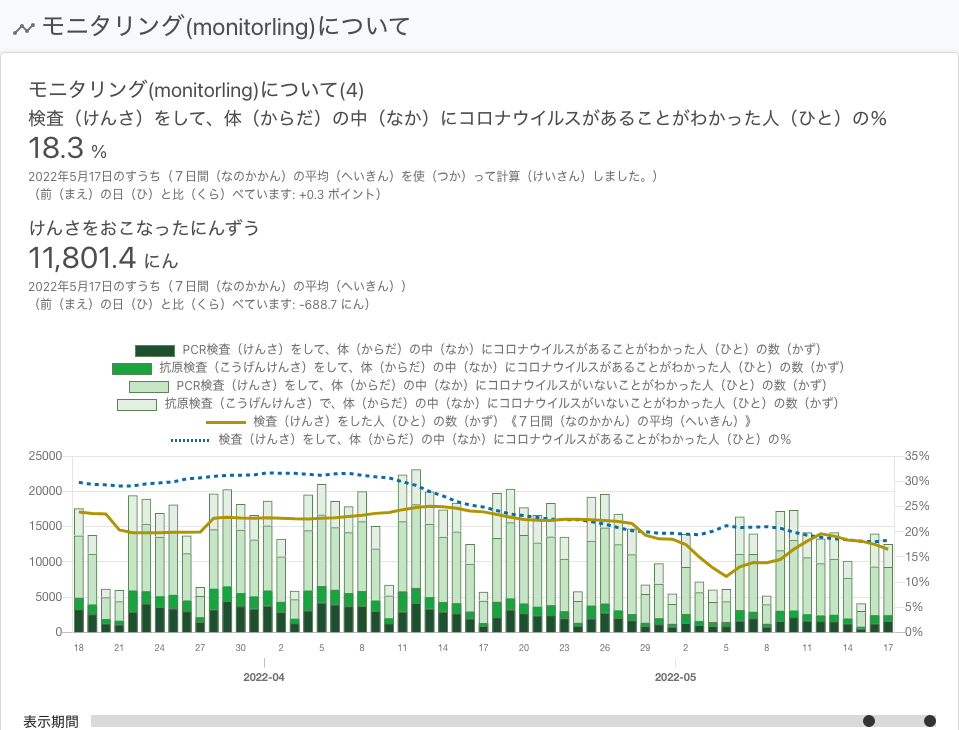 モニタリング(monitorling)について
モニタリング(monitorling)について(4)
検査（けんさ）をして、体（からだ）の中（なか）にコロナウイルスがあることがわかった人（ひと）の%
18.3 %
2022年5月17日のすうち（７日間（なのかかん）の平均（へいきん）を使（つか）って計算（けいさん）しました。）
（前（まえ）の日（ひ）と比（くら）べています: +0.3 ポイント）
けんさをおこなったにんずう
11,801.4 にん
2022年5月17日のすうち（７日間（なのかかん）の平均（へいきん））
（前（まえ）の日（ひ）と比（くら）べています: -688.7 にん）
PCR検査（けんさ）をして、体（からだ）の中（なか）にコロナウイルスがあることがわかった人（ひと）の数（かず）
抗原検査（こうげんけんさ）をして、体（からだ）の中（なか）にコロナウイルスがあることがわかった人（ひと）の数（かず）
PCR検査（けんさ）をして、体（からだ）の中（なか）にコロナウイルスがいないことがわかった人（ひと）の数（かず）
抗原検査（こうげんけんさ）で、体（からだ）の中（なか）にコロナウイルスがいないことがわかった人（ひと）の数（かず）
検査（けんさ）をした人（ひと）の数（かず）《７日間（なのかかん）の平均（へいきん）》
検査（けんさ）をして、体（からだ）の中（なか）にコロナウイルスがあることがわかった人（ひと）の%
25000 35%
20000 30%
25%
15000 20%
10000 15%
10%
5000 5%
0 0%
18 21 24 27 30 2 5 8 11 14 17 20 23 26 29 2 5 8 11 14 17
2022-04 2022-05
表示期間